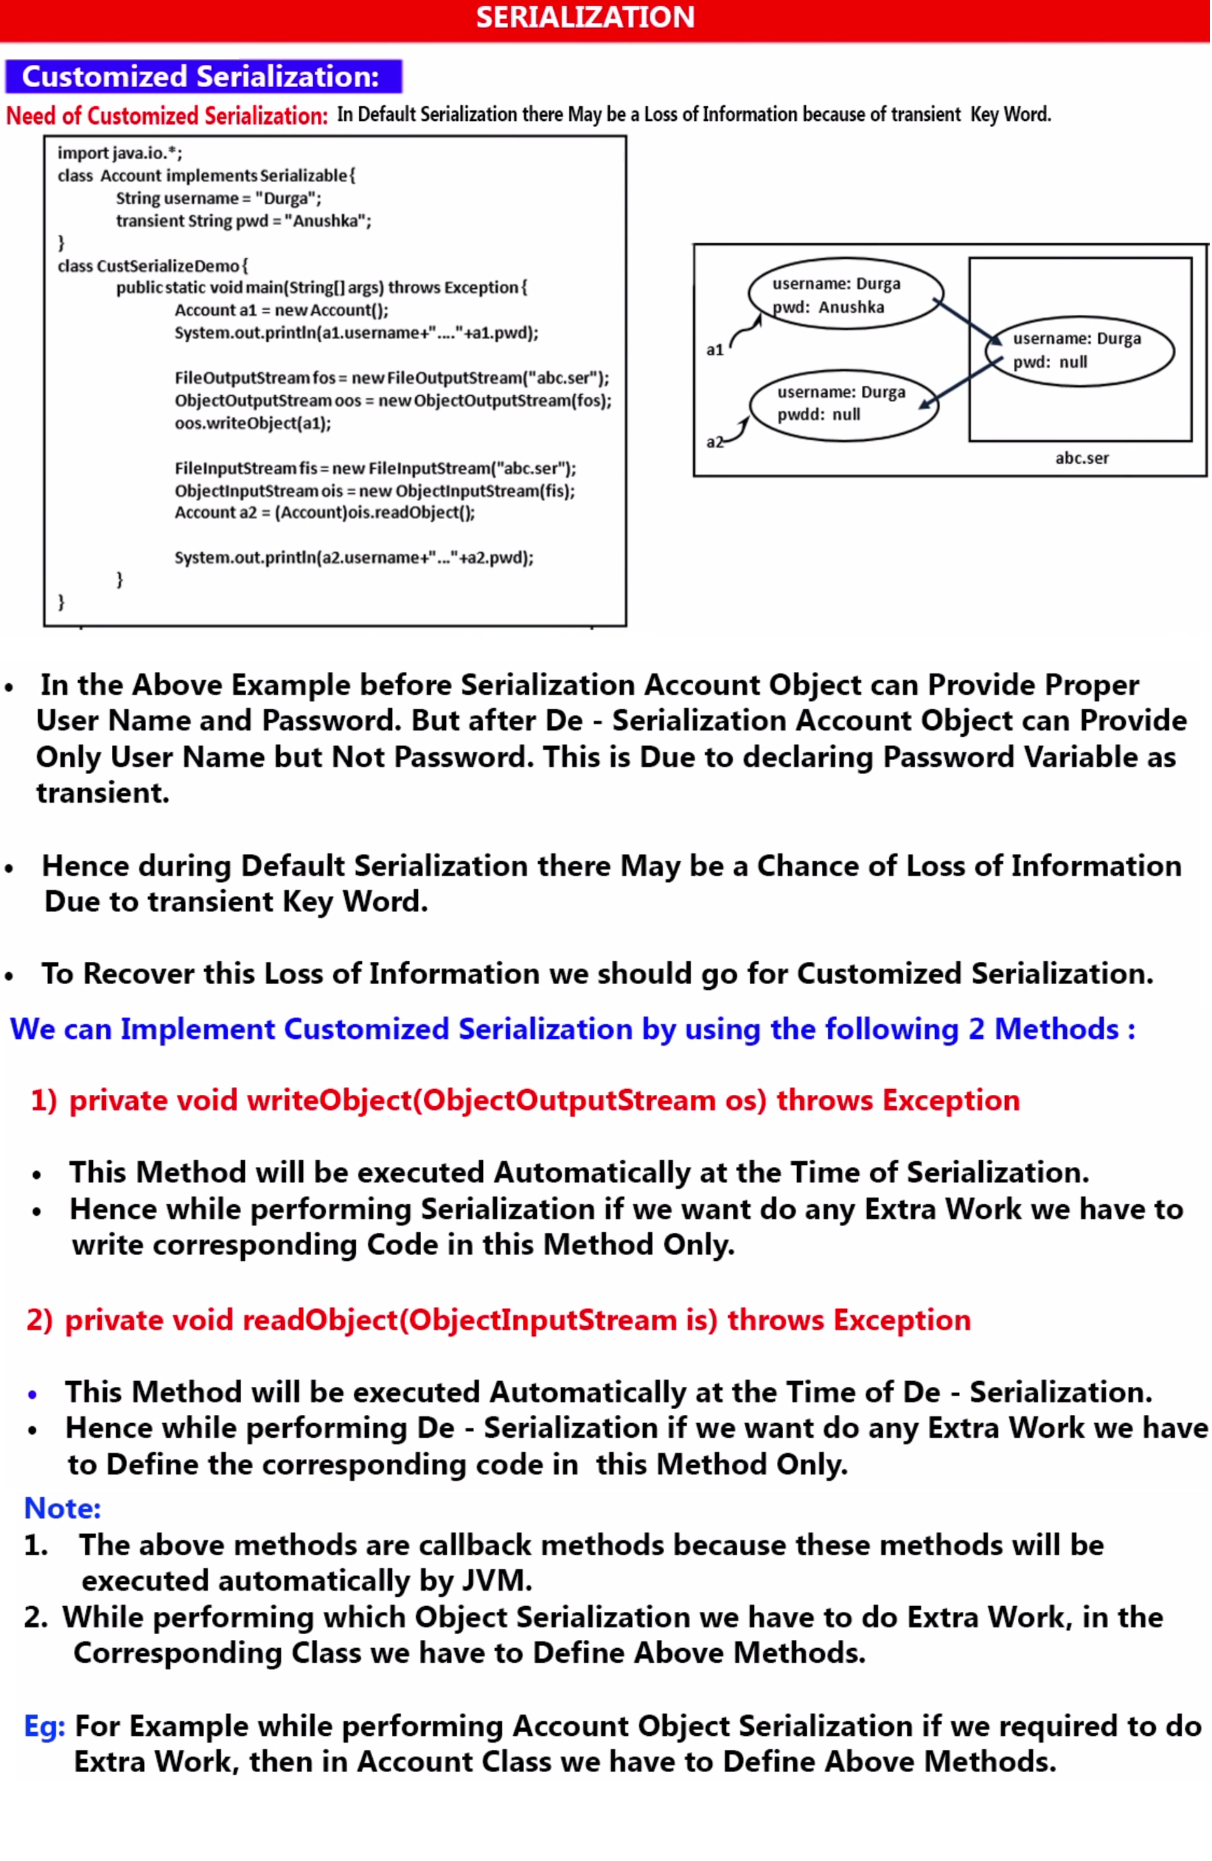 SERIALIZATION
Customized Serialization:
Need of Customized Serialization: In Default Serialization there May be a Loss of Information because of transient Key Word.
import java.io.*;
class Account implements Serializable{
String username = "Durga";
transient String pwd = "Anushka";
}
class CustSerializeDemo{
public static void main(String[] args) throws Exception{
Account a1 = new Account();
System.out.println(a1.username+"...."+a1.pwd);
FileOutputStream fos = new FileOutputStream("abc.ser");
ObjectOutputStream oos = new ObjectOutputStream(fos);
oos.writeObject(a1);
FileInputStream fis = new FileInputStream("abc.ser");
ObjectInputStream ois = new ObjectInputStream(fis);
Account a2 = (Account)ois.readObject();
System.out.println(a2.username+"..."+a2.pwd);
}
}
username: Durga
pwd: Anushka
a1
username: Durga
pwd: null
username: Durga
pwdd: null
a2
abc.ser
• In the Above Example before Serialization Account Object can Provide Proper
User Name and Password. But after De - Serialization Account Object can Provide
Only User Name but Not Password. This is Due to declaring Password Variable as
transient.
• Hence during Default Serialization there May be a Chance of Loss of Information
Due to transient Key Word.
• To Recover this Loss of Information we should go for Customized Serialization.
We can Implement Customized Serialization by using the following 2 Methods :
1) private void writeObject(ObjectOutputStream os) throws Exception
• This Method will be executed Automatically at the Time of Serialization.
• Hence while performing Serialization if we want do any Extra Work we have to
write corresponding Code in this Method Only.
2) private void readObject(ObjectInputStream is) throws Exception
• This Method will be executed Automatically at the Time of De - Serialization.
• Hence while performing De - Serialization if we want do any Extra Work we have
to Define the corresponding code in this Method Only.
Note:
1. The above methods are callback methods because these methods will be
executed automatically by JVM.
2. While performing which Object Serialization we have to do Extra Work, in the
Corresponding Class we have to Define Above Methods.
Eg: For Example while performing Account Object Serialization if we required to do
Extra Work, then in Account Class we have to Define Above Methods.